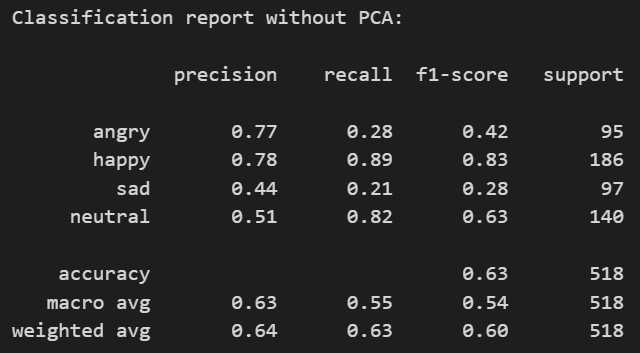 Classification report without PCA:
precision recall f1-score support
angry 0.77 0.28 0.42 95
happy 0.78 0.89 0.83 186
sad 0.44 0.21 0.28 97
neutral 0.51 0.82 0.63 140
accuracy 0.63 518
macro avg 0.63 0.55 0.54 518
weighted avg 0.64 0.63 0.60 518